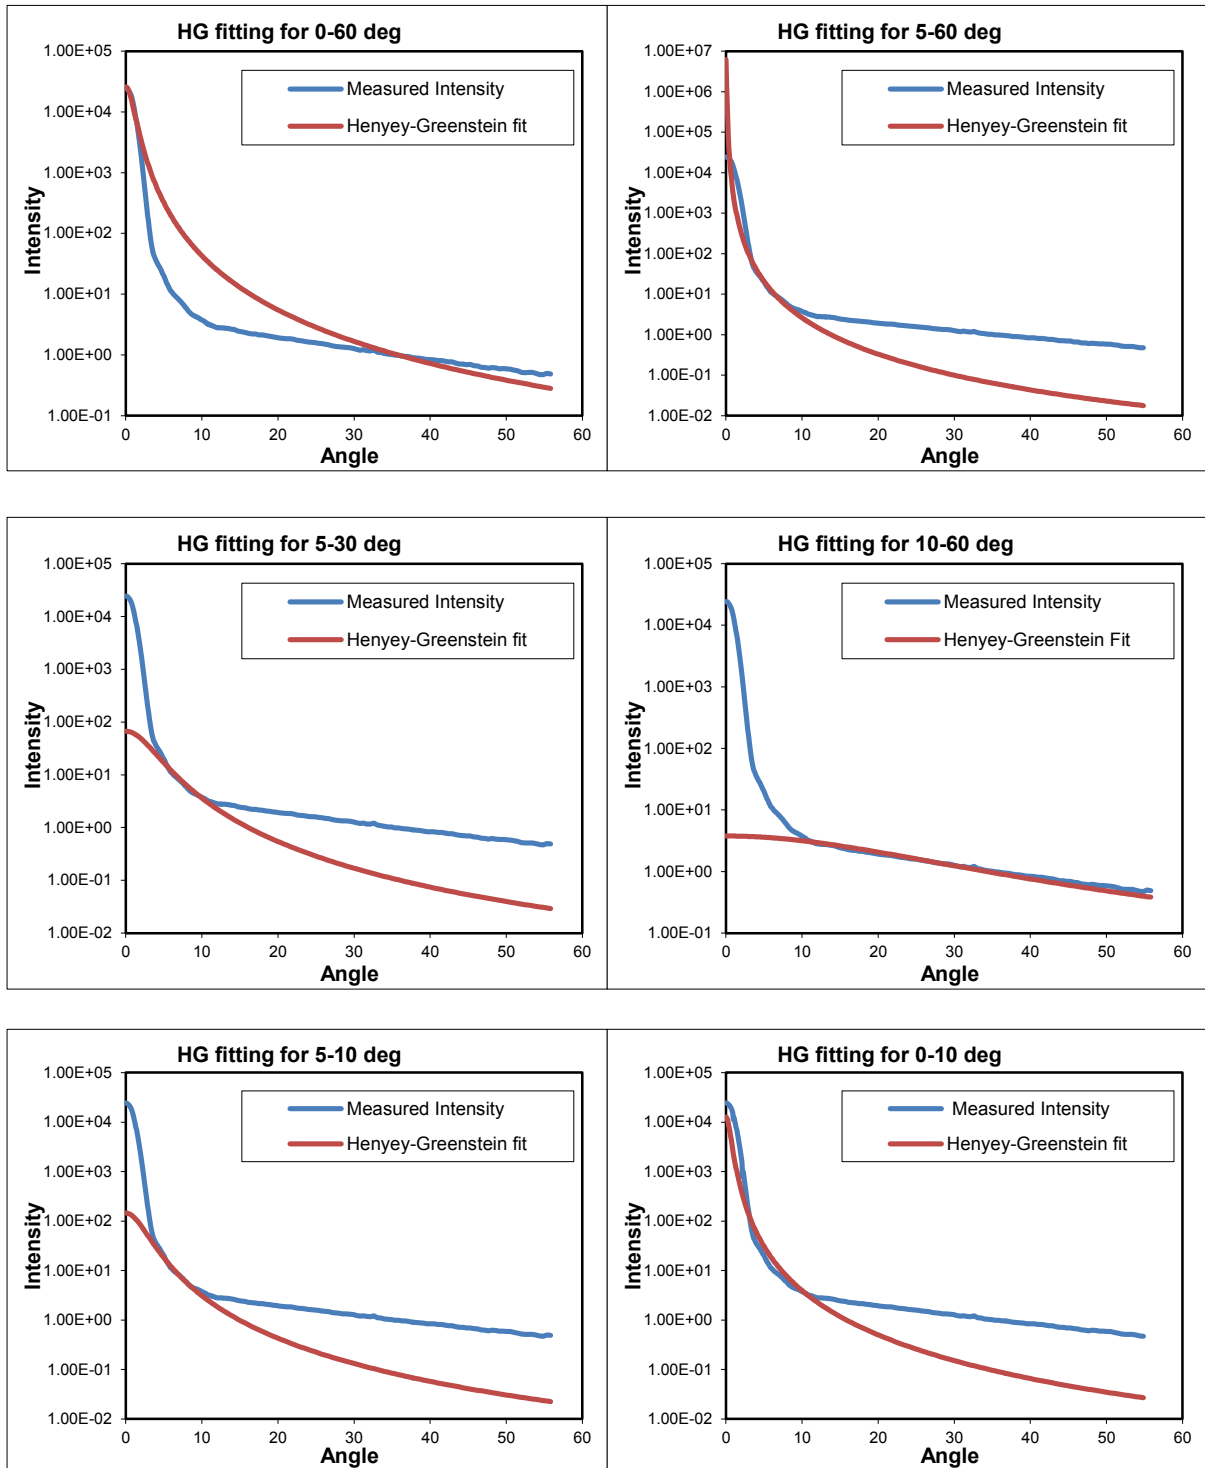 HG fitting for 0-60 deg
1.00E+05
1.00E+04
1.00E+03
1.00E+02
1.00E+01
1.00E+00
1.00E-01
Intensity
Measured Intensity
Henyey-Greenstein fit
0 10 20 30 40 50 60
Angle
HG fitting for 5-60 deg
1.00E+07
1.00E+06
1.00E+05
1.00E+04
1.00E+03
1.00E+02
1.00E+01
1.00E+00
1.00E-01
1.00E-02
Intensity
Measured Intensity
Henyey-Greenstein fit
0 10 20 30 40 50 60
Angle
HG fitting for 5-30 deg
1.00E+05
1.00E+04
1.00E+03
1.00E+02
1.00E+01
1.00E+00
1.00E-01
1.00E-02
Intensity
Measured Intensity
Henyey-Greenstein fit
0 10 20 30 40 50 60
Angle
HG fitting for 10-60 deg
1.00E+05
1.00E+04
1.00E+03
1.00E+02
1.00E+01
1.00E+00
1.00E-01
Intensity
Measured Intensity
Henyey-Greenstein Fit
0 10 20 30 40 50 60
Angle
HG fitting for 5-10 deg
1.00E+05
1.00E+04
1.00E+03
1.00E+02
1.00E+01
1.00E+00
1.00E-01
1.00E-02
Intensity
Measured Intensity
Henyey-Greenstein fit
0 10 20 30 40 50 60
Angle
HG fitting for 0-10 deg
1.00E+05
1.00E+04
1.00E+03
1.00E+02
1.00E+01
1.00E+00
1.00E-01
1.00E-02
Intensity
Measured Intensity
Henyey-Greenstein fit
0 10 20 30 40 50 60
Angle